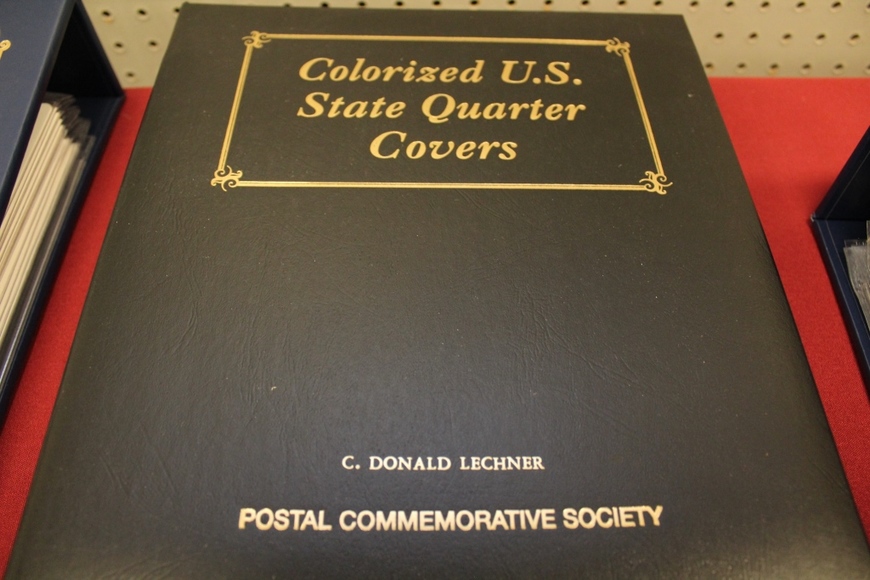 Colorized U.S.
State Quarter
Covers
C. DONALD LECHNER
POSTAL COMMEMORATIVE SOCIETY